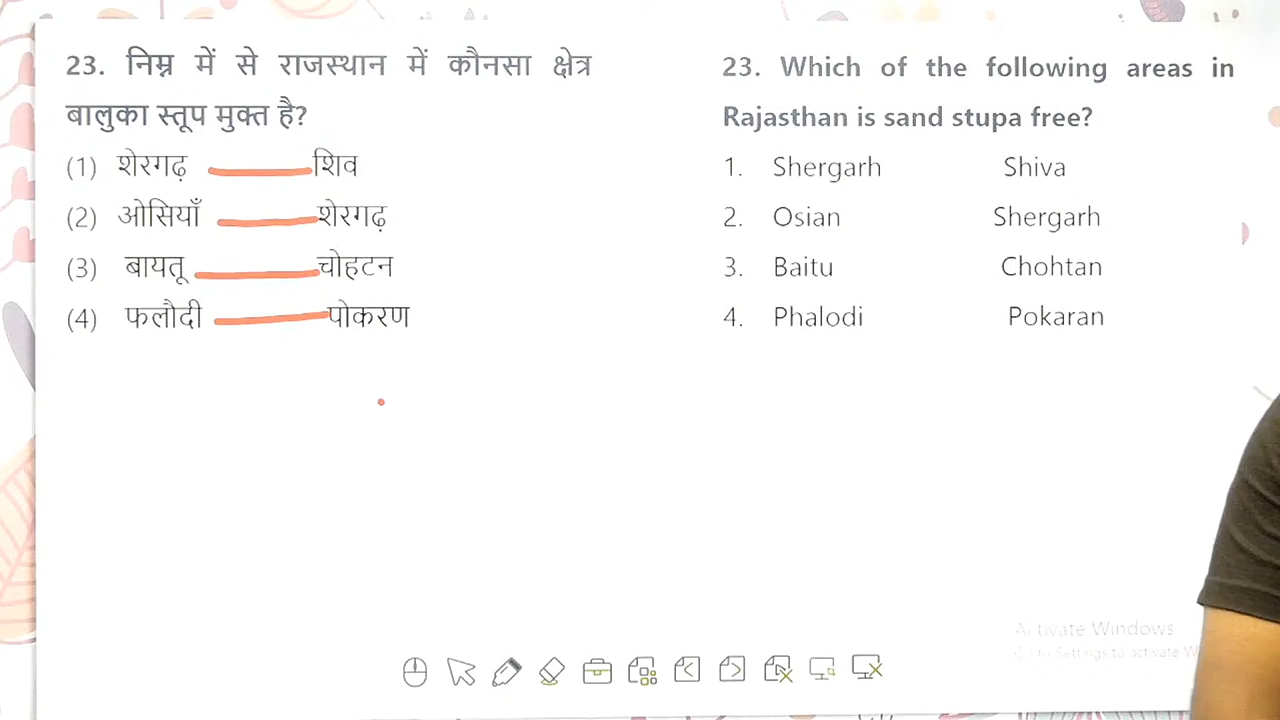 23. निम्न में से राजस्थान में कौनसा क्षेत्र
बालुका स्तूप मुक्त है?
(1) शेरगढ़ शिव
(2) ओसियाँ शेरगढ़
(3) बायतू चोहटन
(4) फलौदी पोकरण
23. Which of the following areas in
Rajasthan is sand stupa free?
1. Shergarh Shiva
2. Osian Shergarh
3. Baitu Chohtan
4. Phalodi Pokaran
Activate Windows
Go to Settings to activate W